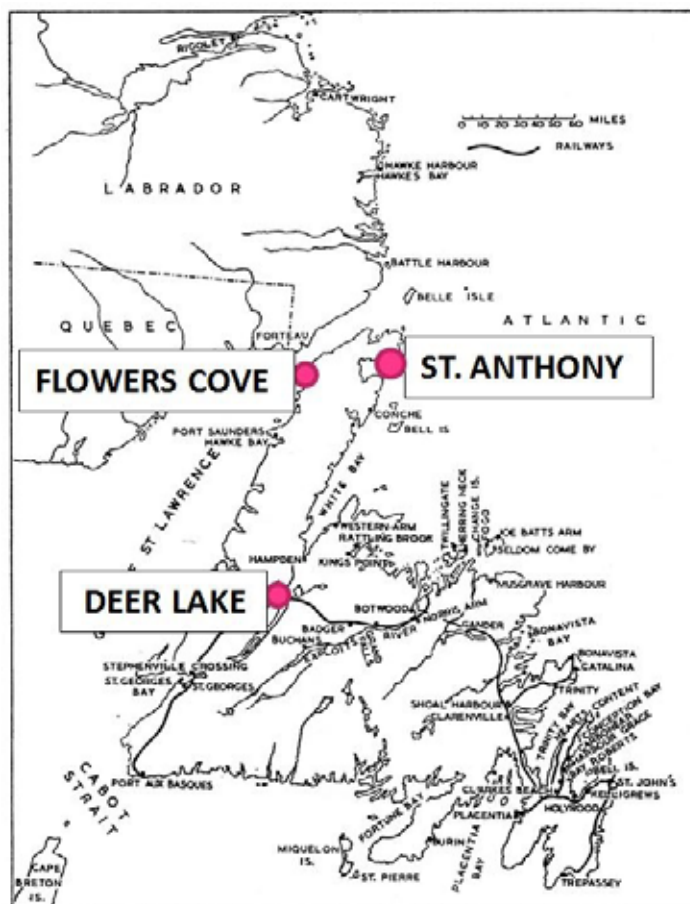 RIGOLET
CARTWRIGHT
0 10 20 30 40 50 60 MILES
RAILWAYS
HAWKE HARBOUR
HAWKES BAY
LABRADOR
BATTLE HARBOUR
BELLE ISLE
ATLANTIC
QUEBEC
FORTEAU
FLOWERS COVE
ST. ANTHONY
CONCHE
BELL IS
PORT SAUNDERS
HAWKE BAY
ST LAWRENCE
WHITE BAY
TWILLINGATE
HERRING NECK
CHANGE IS.
FOGO
JOE BATTS ARM
SELDOM COME BY
WESTERN ARM
RATTLING BROOK
KINGS POINT
HAMPDEN
MUSGRAVE HARBOUR
DEER LAKE
BOTWOOD
NORRIS ARM
BADGER
BUCHANS
EXPLOITS
RIVER
GRAND
FALLS
GANDER
BONAVISTA
BAY
BONAVISTA
CATALINA
STEPHENVILLE CROSSING
ST. GEORGES
BAY
ST. GEORGES
TRINITY
SHOAL HARBOUR
CLARENVILLE
TRINITY BAY
HEARTS CONTENT
CONCEPTION BAY
HARBOUR GRACE
BAY ROBERTS
BELL IS.
ST. JOHN'S
KELLIGREWS
CLARKES BEACH
HOLYWOOD
PLACENTIA
CABOT
STRAIT
PORT AUX BASQUES
FORTUNE BAY
BURIN
PLACENTIA
BAY
MIQUELON
IS.
ST. PIERRE
TREPASSEY
CAPE
BRETON
IS.